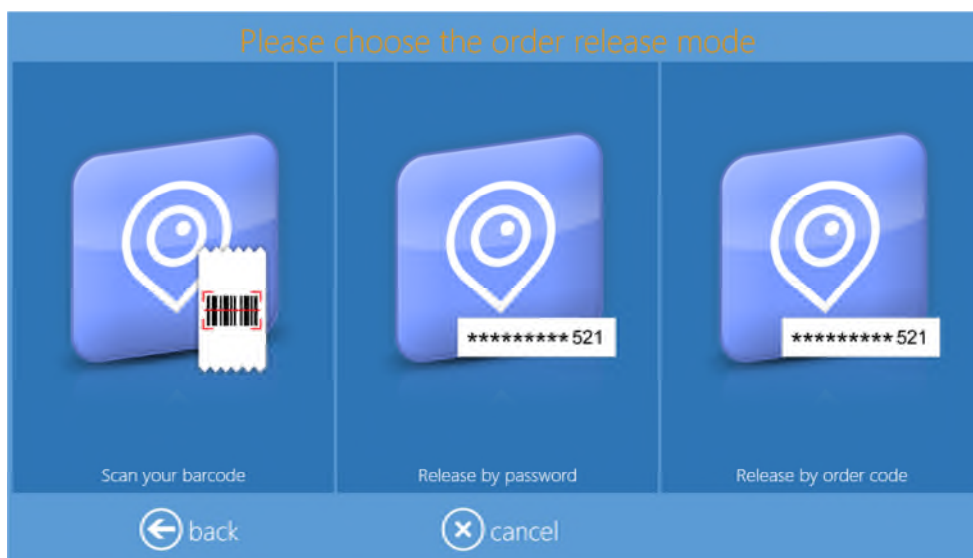 Please choose the order release mode
*********521
*********521
Scan your barcode
Release by password
Release by order code
back
cancel